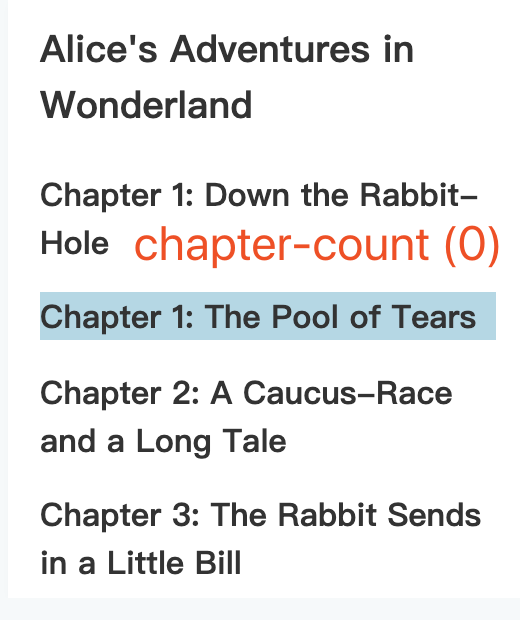 Alice's Adventures in
Wonderland
Chapter 1: Down the Rabbit-
Hole chapter-count (0)
Chapter 1: The Pool of Tears
Chapter 2: A Caucus-Race
and a Long Tale
Chapter 3: The Rabbit Sends
in a Little Bill